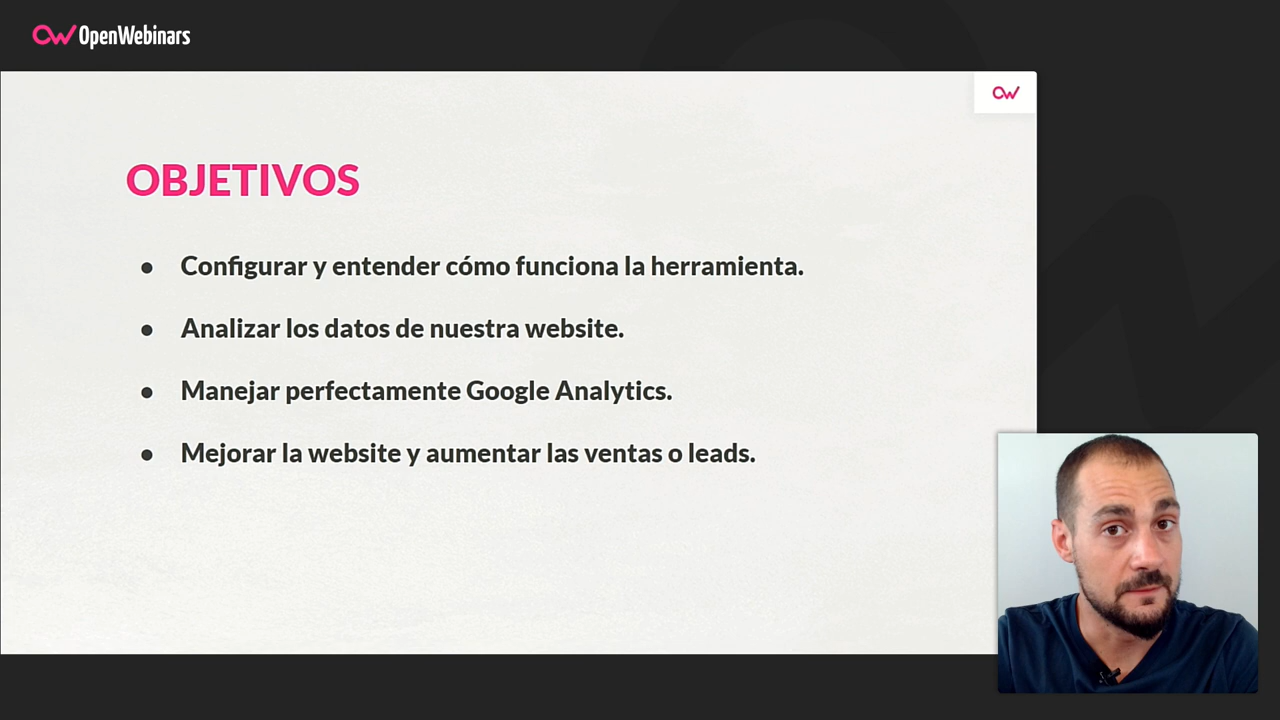 OpenWebinars
OBJETIVOS
● Configurar y entender cómo funciona la herramienta.
● Analizar los datos de nuestra website.
● Manejar perfectamente Google Analytics.
● Mejorar la website y aumentar las ventas o leads.